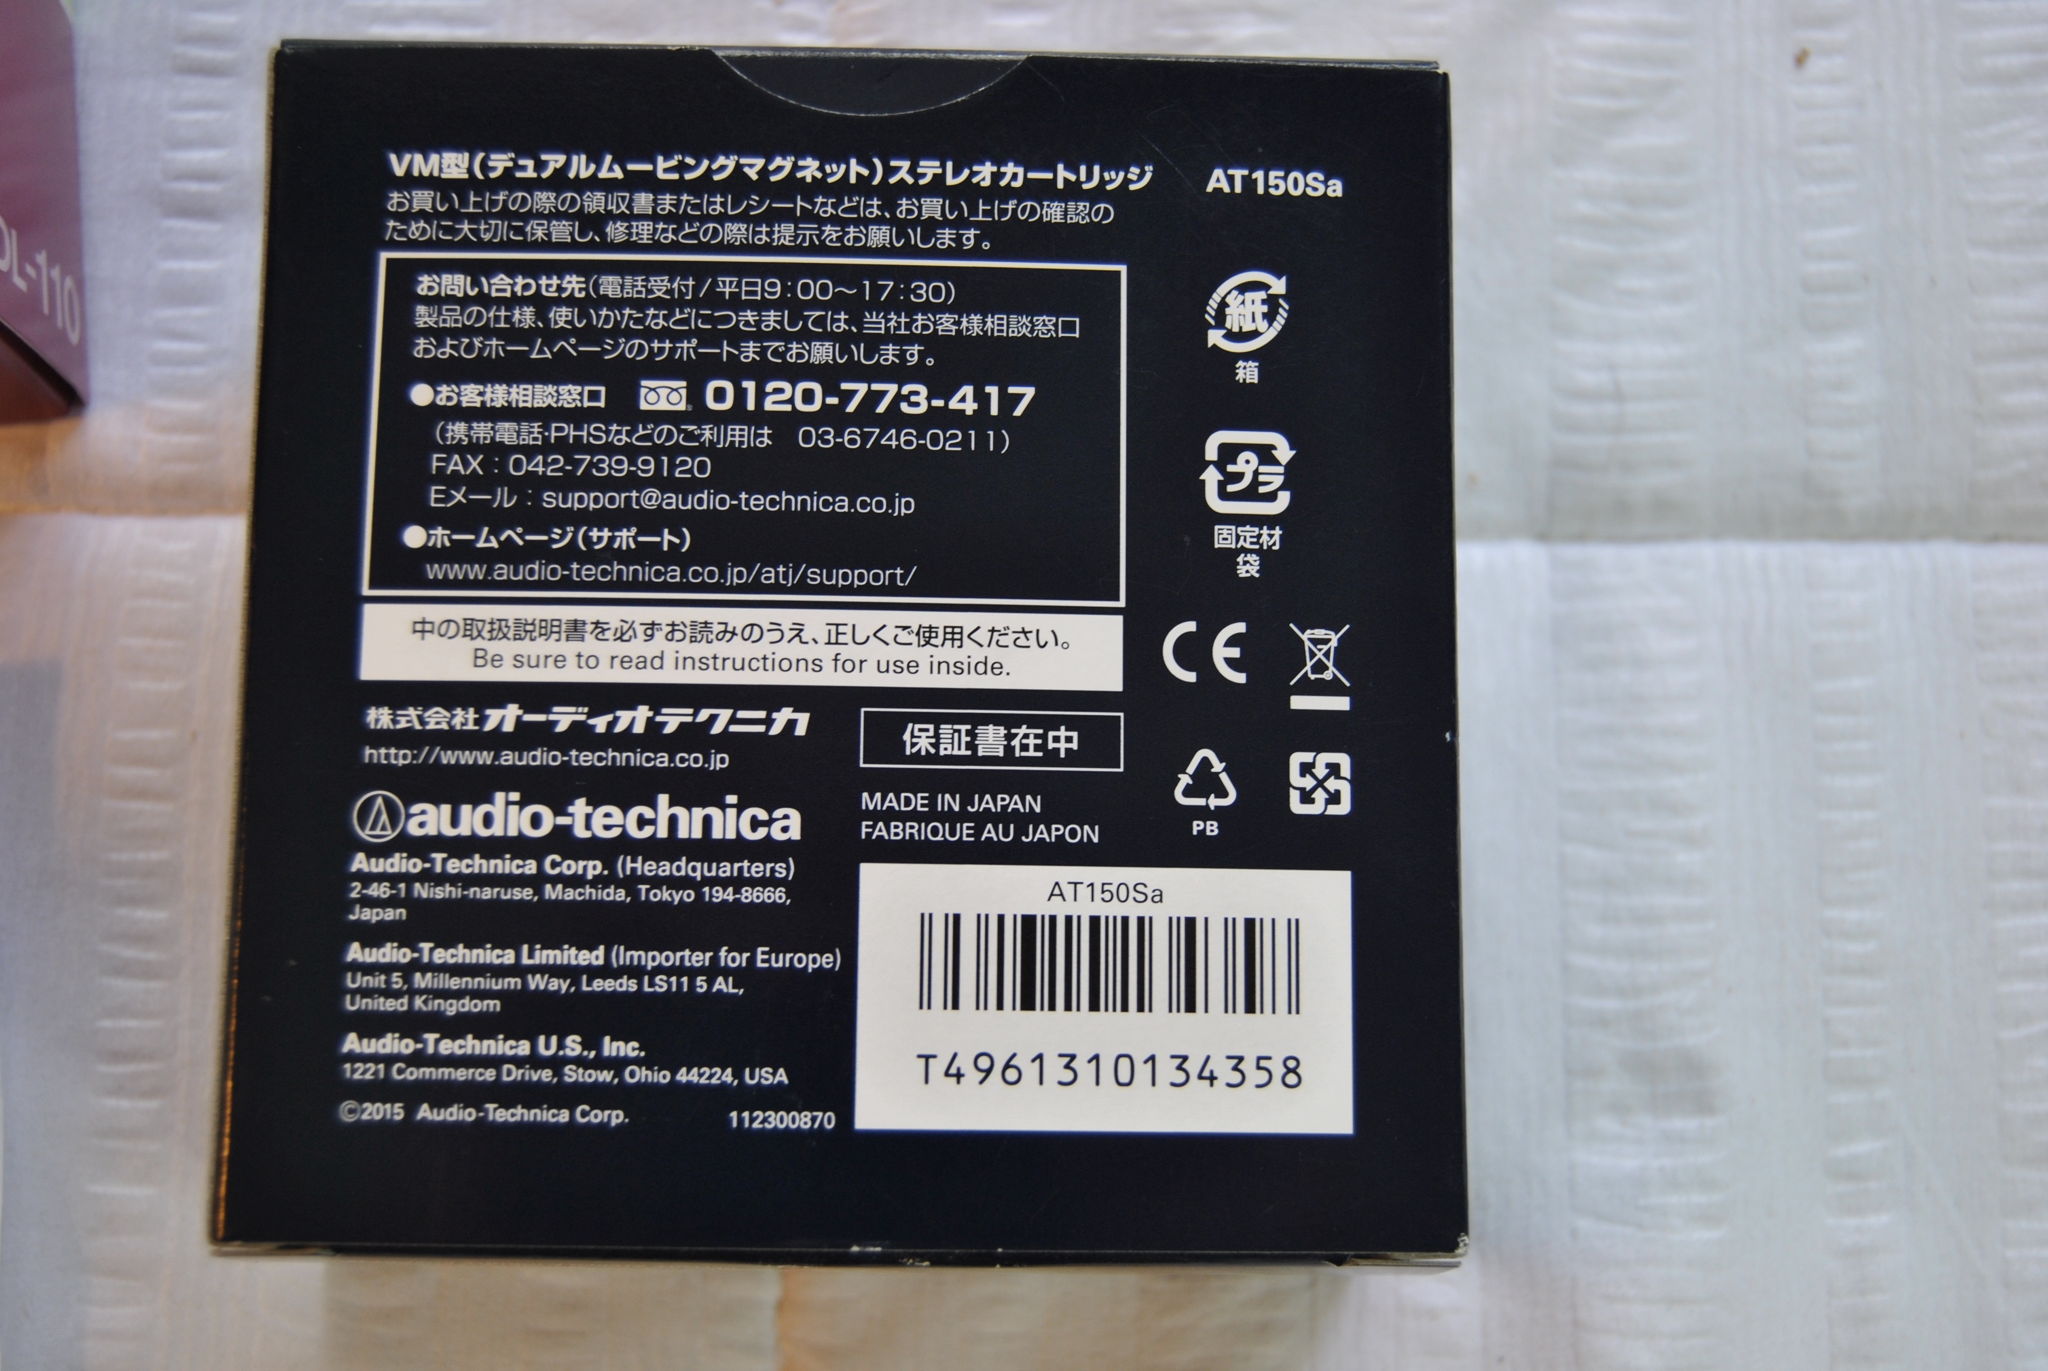 VM型(デュアルムービングマグネット)ステレオカートリッジ AT150Sa
お買い上げの際の領収書またはレシートなどは、お買い上げの確認の
ために大切に保管し、修理などの際は提示をお願いします。
お問い合わせ先(電話受付/平日9:00〜17:30)
製品の仕様、使いかたなどにつきましては、当社お客様相談窓口
およびホームページのサポートまでお願いします。
●お客様相談窓口 0120-773-417
(携帯電話・PHSなどのご利用は 03-6746-0211)
FAX:042-739-9120
Eメール:support@audio-technica.co.jp
●ホームページ(サポート)
www.audio-technica.co.jp/atj/support/
中の取扱説明書を必ずお読みのうえ、正しくご使用ください。
Be sure to read instructions for use inside.
株式会社オーディオテクニカ
http://www.audio-technica.co.jp
audio-technica
Audio-Technica Corp. (Headquarters)
2-46-1 Nishi-naruse, Machida, Tokyo 194-8666,
Japan
Audio-Technica Limited (Importer for Europe)
Unit 5, Millennium Way, Leeds LS11 5 AL,
United Kingdom
Audio-Technica U.S., Inc.
1221 Commerce Drive, Stow, Ohio 44224, USA
©2015 Audio-Technica Corp. 112300870
保証書在中
MADE IN JAPAN
FABRIQUE AU JAPON
AT150Sa
T4961310134358
紙
箱
プラ
固定材
袋
CE
PB
DL-110